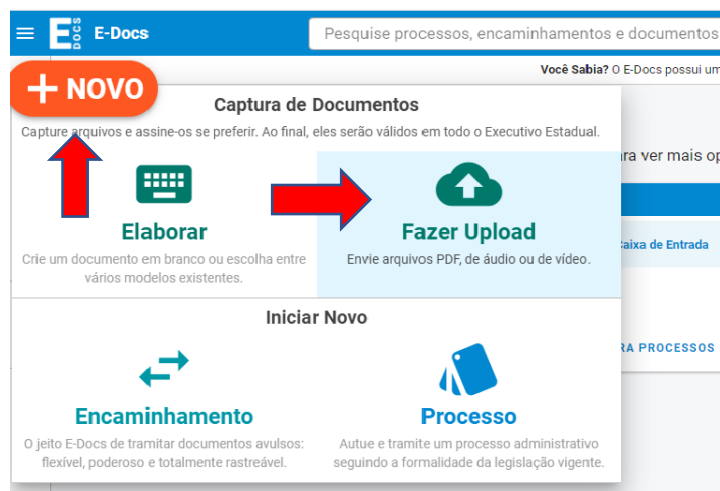 E DOCS E-Docs Pesquise processos, encaminhamentos e documentos
Você Sabia? O E-Docs possui um
+ NOVO
Captura de Documentos
Capture arquivos e assine-os se preferir. Ao final, eles serão válidos em todo o Executivo Estadual.
ra ver mais op
Elaborar
Crie um documento em branco ou escolha entre
vários modelos existentes.
Fazer Upload
Envie arquivos PDF, de áudio ou de vídeo.
Caixa de Entrada
Iniciar Novo
RA PROCESSOS
Encaminhamento
O jeito E-Docs de tramitar documentos avulsos:
flexível, poderoso e totalmente rastreável.
Processo
Autue e tramite um processo administrativo
seguindo a formalidade da legislação vigente.